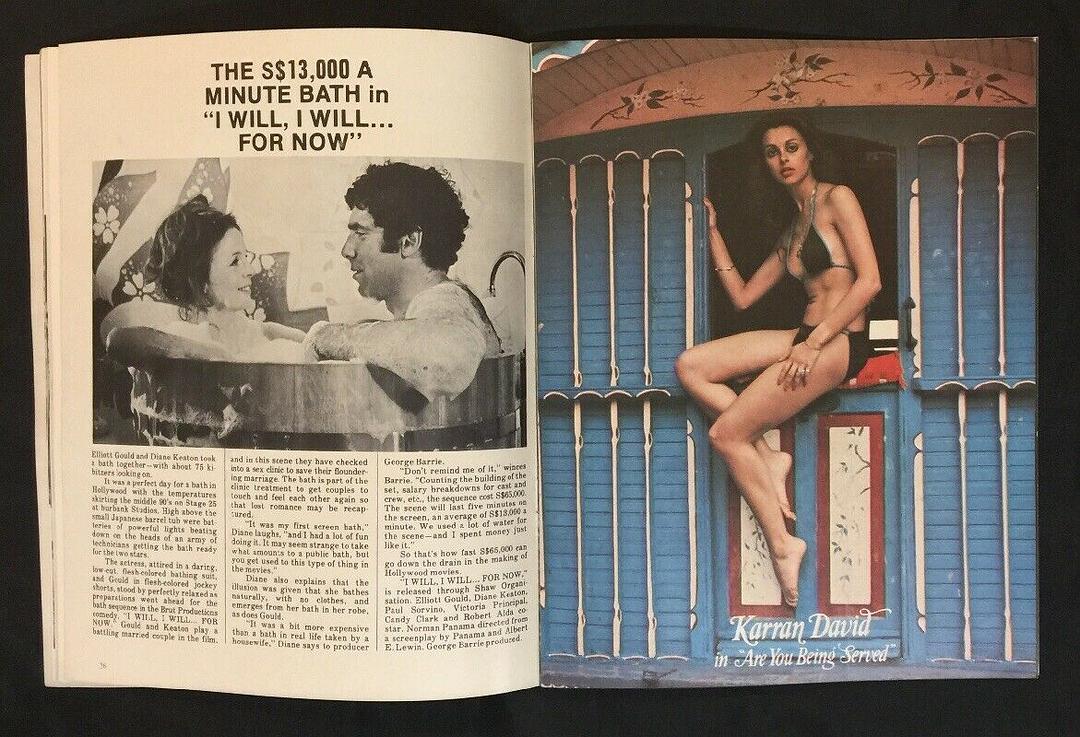 THE S$13,000 A
MINUTE BATH in
“I WILL, I WILL...
FOR NOW”
Elliott Gould and Diane Keaton took
a bath together—with about 75 ki-
bitzers looking on.
It was a perfect day for a bath in
Hollywood with the temperatures
skirting the middle 90's on Stage 25
at burbank Studios. High above the
small Japanese barrel tub were bat-
teries of powerful lights beating
down on the heads of an army of
technicians getting the bath ready
for the two stars.
The actress, attired in a daring,
low-cut, flesh-colored bathing suit,
and Gould in flesh-colored jockey
shorts, stood by perfectly relaxed as
preparations went ahead for the
bath sequence in the Brut Productions
comedy, "I WILL, I WILL... FOR
NOW." Gould and Keaton play a
battling married couple in the film,
and in this scene they have checked
into a sex clinic to save their flounder-
ing marriage. The bath is part of the
clinic treatment to get couples to
touch and feel each other again so
that lost romance may be recap-
tured.
"It was my first screen bath,"
Diane laughs, "and I had a lot of fun
doing it. It may seem strange to take
what amounts to a public bath, but
you get used to this type of thing in
the movies."
Diane also explains that the
illusion was given that she bathes
naturally, with no clothes, and
emerges from her bath in her robe,
as does Gould.
"It was a bit more expensive
than a bath in real life taken by a
housewife," Diane says to producer
George Barrie.
"Don't remind me of it," winces
Barrie. "Counting the building of the
set, salary breakdowns for cast and
crew, etc., the sequence cost S$65,000.
The scene will last five minutes on
the screen, an average of S$13,000 a
minute. We used a lot of water for
the scene—and I spent money just
like it."
So that's how fast S$65,000 can
go down the drain in the making of
Hollywood movies.
"I WILL, I WILL... FOR NOW,"
is released through Shaw Organi-
sation. Elliott Gould, Diane Keaton,
Paul Sorvino, Victoria Principal,
Candy Clark and Robert Alda co-
star. Norman Panama directed from
a screenplay by Panama and Albert
E. Lewin. George Barrie produced.
Karran David
in "Are You Being Served"